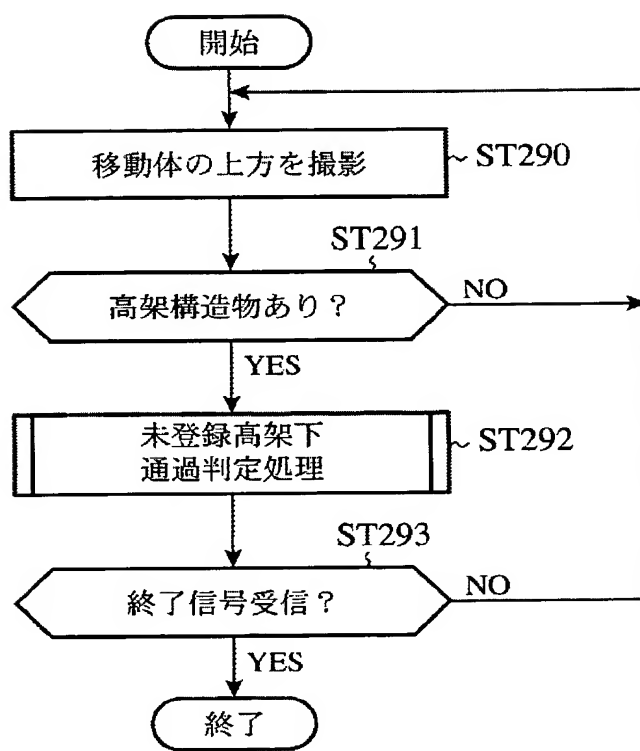 開始
移動体の上方を撮影
ST290
ST291
高架構造物あり？
NO
YES
未登録高架下
通過判定処理
ST292
ST293
終了信号受信？
NO
YES
終了